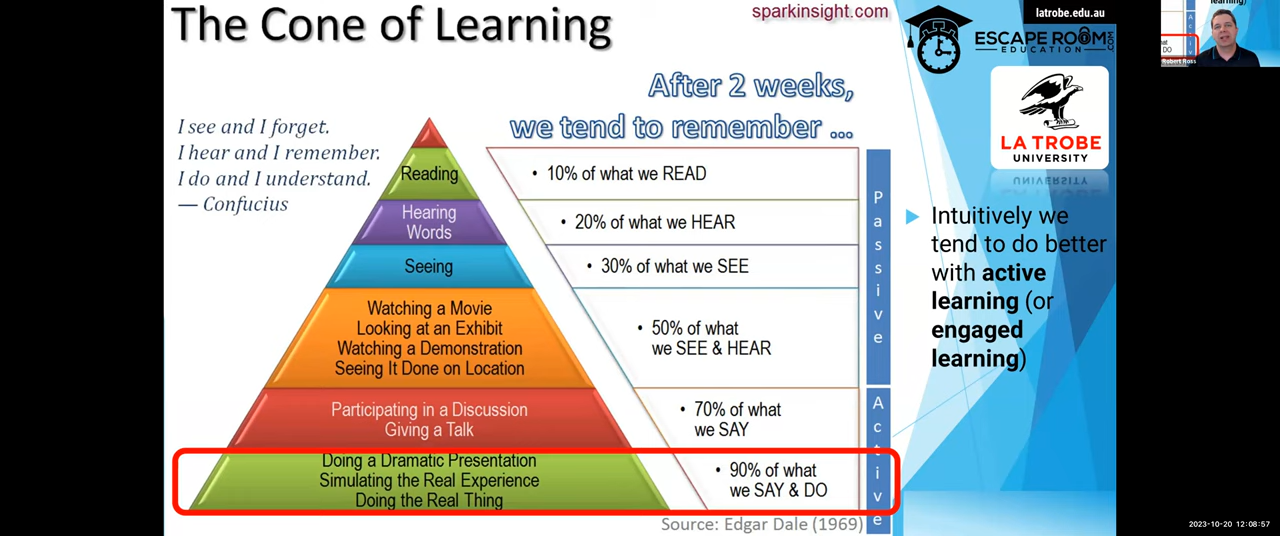 The Cone of Learning
sparkinsight.com
After 2 weeks,
we tend to remember ...
I see and I forget.
I hear and I remember.
I do and I understand.
— Confucius
Reading
Hearing
Words
Seeing
Watching a Movie
Looking at an Exhibit
Watching a Demonstration
Seeing It Done on Location
Participating in a Discussion
Giving a Talk
Doing a Dramatic Presentation
Simulating the Real Experience
Doing the Real Thing
• 10% of what we READ
• 20% of what we HEAR
• 30% of what we SEE
• 50% of what
we SEE & HEAR
• 70% of what
we SAY
• 90% of what
we SAY & DO
Passive
Active
Source: Edgar Dale (1969)
latrobe.edu.au
ESCAPE ROOM
EDUCATION .COM
LA TROBE
UNIVERSITY
Intuitively we
tend to do better
with active
learning (or
engaged
learning)
learning)
DO
Robert Ross
2023-10-20 12:08:57